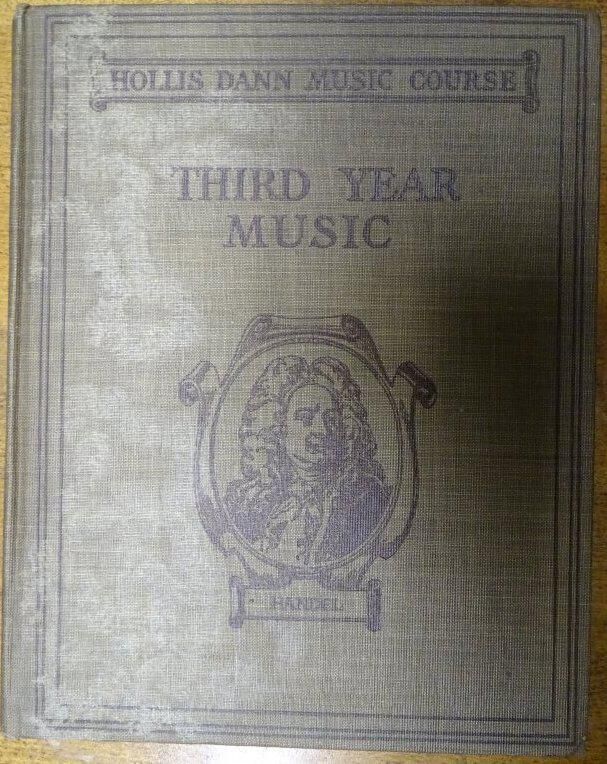 HOLLIS DANN MUSIC COURSE
THIRD YEAR
MUSIC
HANDEL